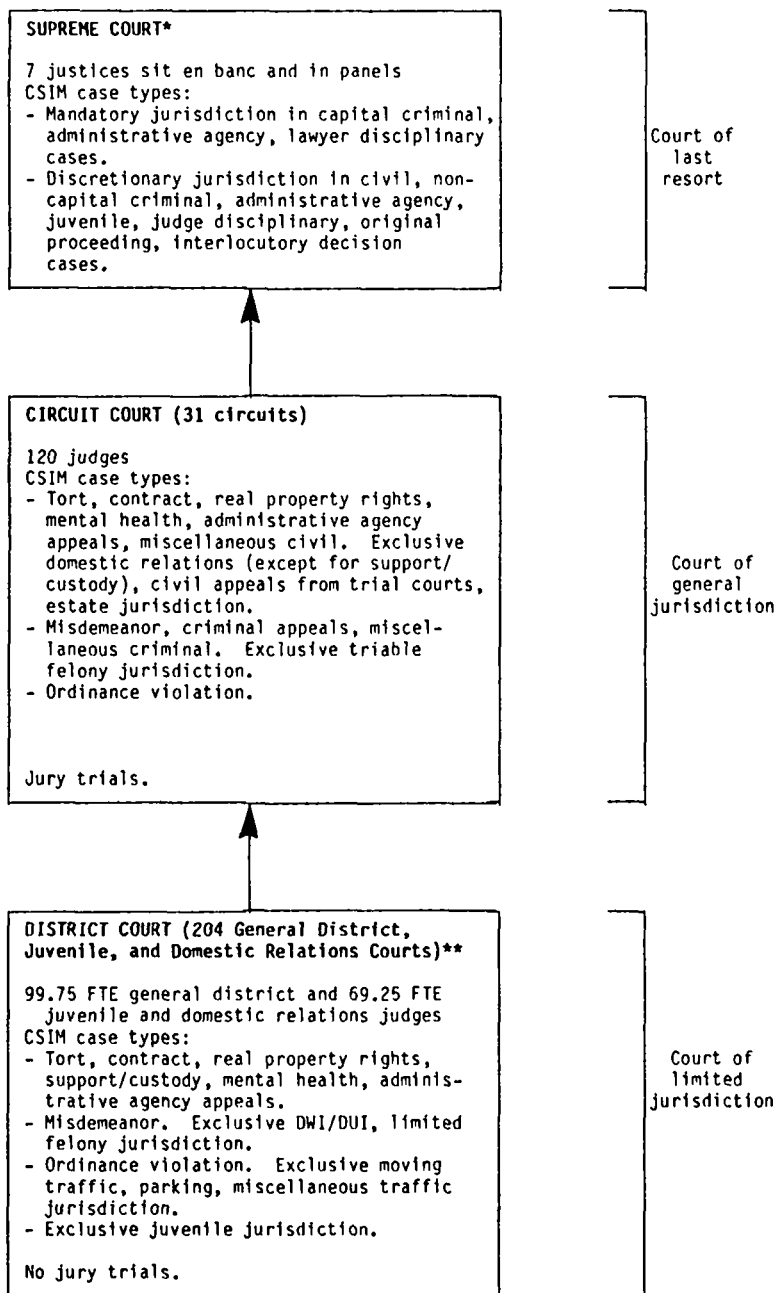 SUPREME COURT*
7 justices sit en banc and in panels
CSIM case types:
- Mandatory jurisdiction in capital criminal,
administrative agency, lawyer disciplinary
cases.
- Discretionary jurisdiction in civil, non-
capital criminal, administrative agency,
juvenile, judge disciplinary, original
proceeding, interlocutory decision
cases.
Court of
last
resort
CIRCUIT COURT (31 circuits)
120 judges
CSIM case types:
- Tort, contract, real property rights,
mental health, administrative agency
appeals, miscellaneous civil. Exclusive
domestic relations (except for support/
custody), civil appeals from trial courts,
estate jurisdiction.
- Misdemeanor, criminal appeals, miscel-
laneous criminal. Exclusive triable
felony jurisdiction.
- Ordinance violation.
Jury trials.
Court of
general
jurisdiction
DISTRICT COURT (204 General District,
Juvenile, and Domestic Relations Courts)**
99.75 FTE general district and 69.25 FTE
juvenile and domestic relations judges
CSIM case types:
- Tort, contract, real property rights,
support/custody, mental health, adminis-
trative agency appeals.
- Misdemeanor. Exclusive DWI/DUI, limited
felony jurisdiction.
- Ordinance violation. Exclusive moving
traffic, parking, miscellaneous traffic
jurisdiction.
- Exclusive juvenile jurisdiction.
No jury trials.
Court of
limited
jurisdiction